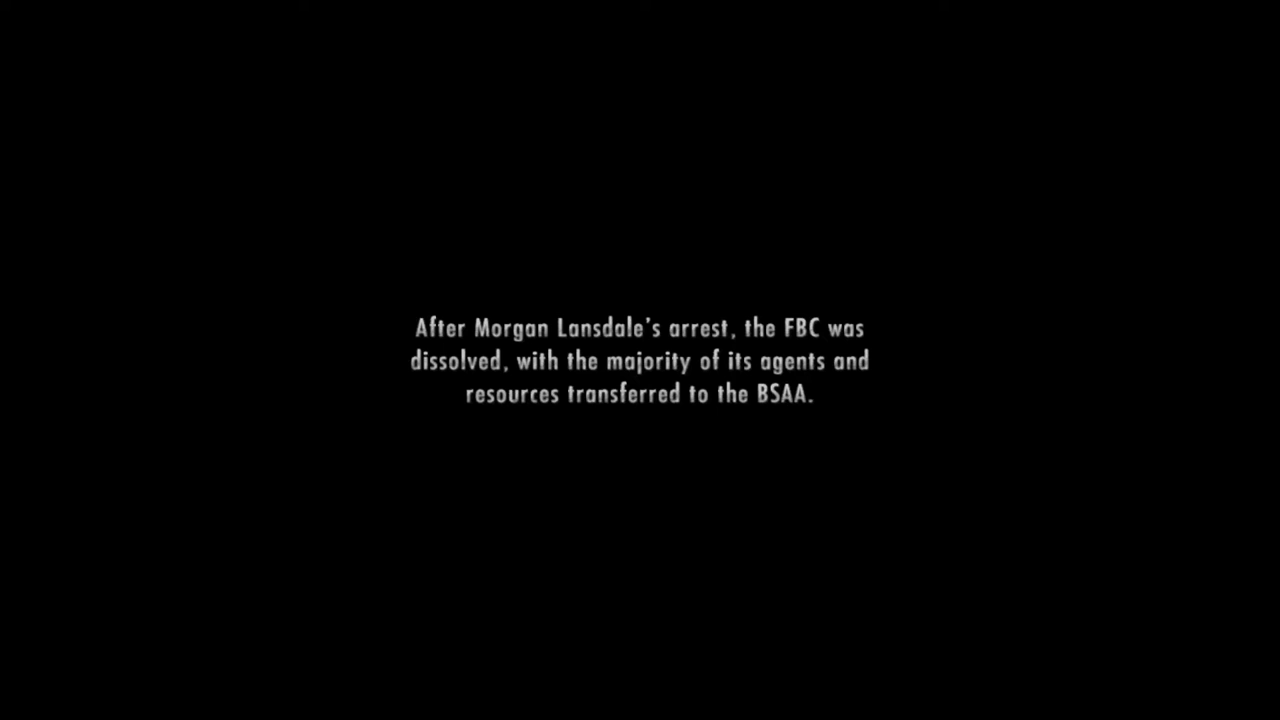 After Morgan Lansdale's arrest, the FBC was
dissolved, with the majority of its agents and
resources transferred to the BSAA.